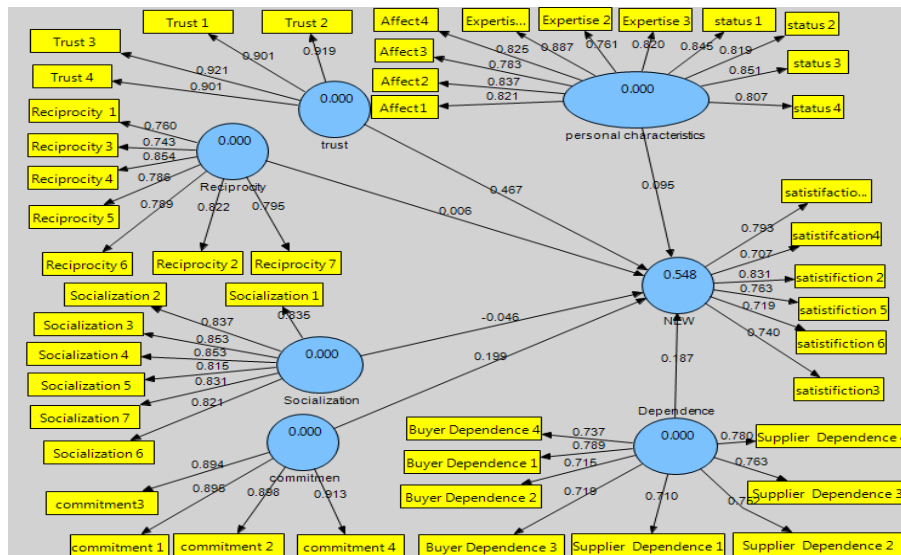 Trust 1
Trust 2
Trust 3
Trust 4
0.901
0.919
0.921
0.901
0.000
trust
Affect4
Expertis...
Expertise 2
Expertise 3
status 1
status 2
Affect3
status 3
Affect2
Affect1
status 4
0.825
0.887
0.761
0.820
0.845
0.819
0.783
0.851
0.837
0.821
0.807
0.000
personal characteristics
Reciprocity 1
Reciprocity 3
Reciprocity 4
Reciprocity 5
Reciprocity 6
Reciprocity 2
Reciprocity 7
0.760
0.743
0.854
0.786
0.789
0.822
0.795
0.000
Reciprocity
0.467
0.006
0.095
-0.046
0.199
0.187
0.548
NEW
satistifactio...
satistifcation4
satistifiction 2
satistifiction 5
satistifiction 6
satistifiction3
0.793
0.707
0.831
0.763
0.719
0.740
Socialization 2
Socialization 1
Socialization 3
Socialization 4
Socialization 5
Socialization 7
Socialization 6
0.835
0.837
0.853
0.853
0.815
0.831
0.821
0.000
Socialization
0.000
commitmen
0.894
0.898
0.913
commitment3
commitment 1
commitment 2
commitment 4
Dependence
0.000
Buyer Dependence 4
Buyer Dependence 1
Buyer Dependence 2
Buyer Dependence 3
Supplier Dependence 1
Supplier Dependence 2
Supplier Dependence 3
Supplier Dependence
0.737
0.789
0.715
0.719
0.710
0.763
0.780